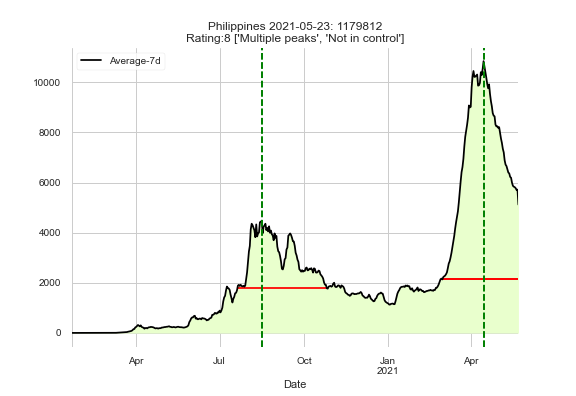 Philippines 2021-05-23: 1179812
Rating:8 ['Multiple peaks', 'Not in control']
Average-7d
10000
8000
6000
4000
2000
0
Apr
Jul
Oct
Jan
2021
Apr
Date